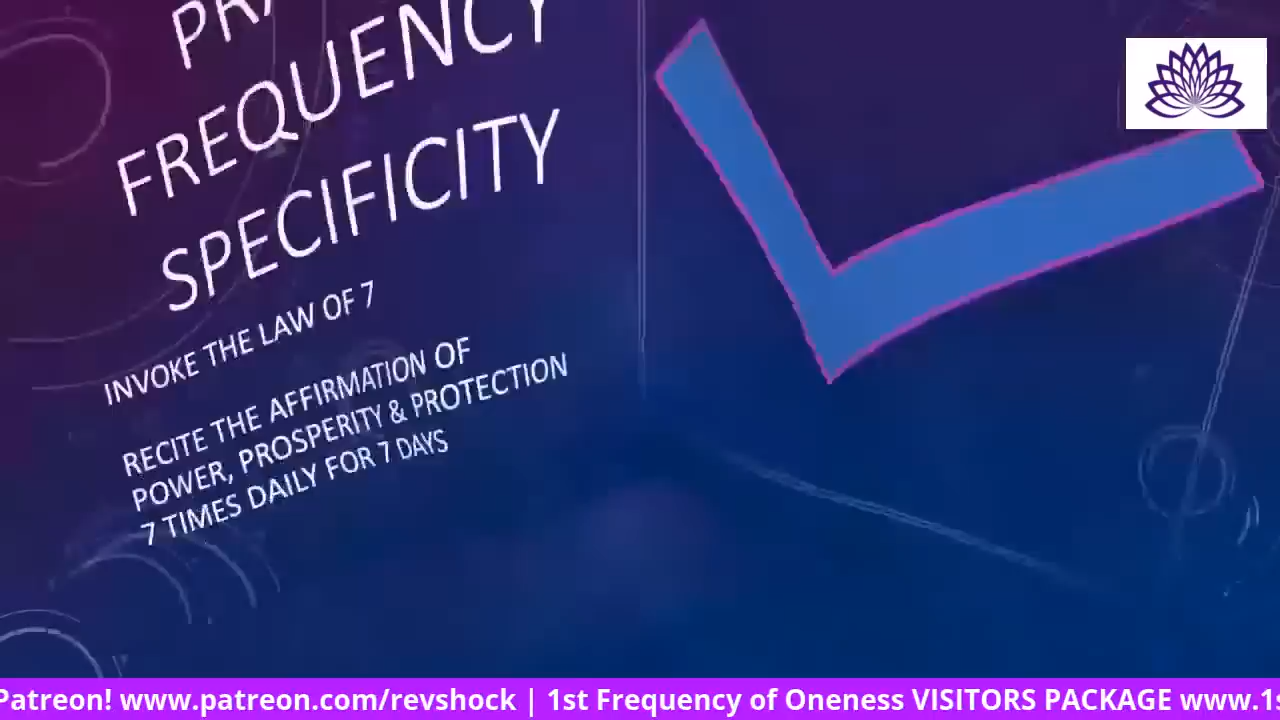 FREQUENCY
SPECIFICITY
INVOKE THE LAW OF 7
RECITE THE AFFIRMATION OF
POWER, PROSPERITY & PROTECTION
7 TIMES DAILY FOR 7 DAYS
Patreon! www.patreon.com/revshock | 1st Frequency of Oneness VISITORS PACKAGE